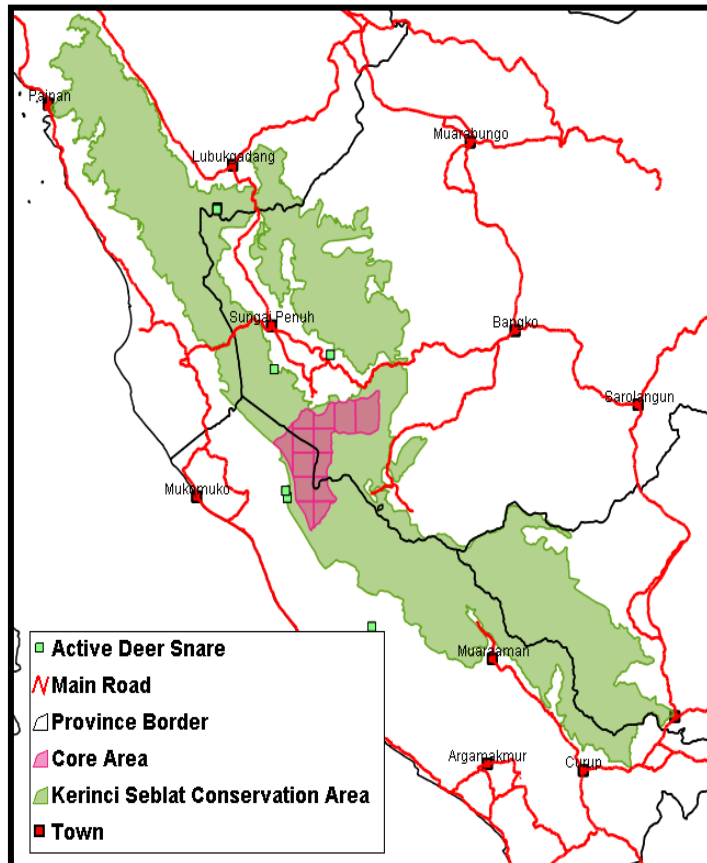 Painan
Muarabungo
Lubukgadang
Sungai Penuh
Bangko
Sarolangun
Mukomuko
Muaraaman
Argamakmur
Curup
Active Deer Snare
Main Road
Province Border
Core Area
Kerinci Seblat Conservation Area
Town